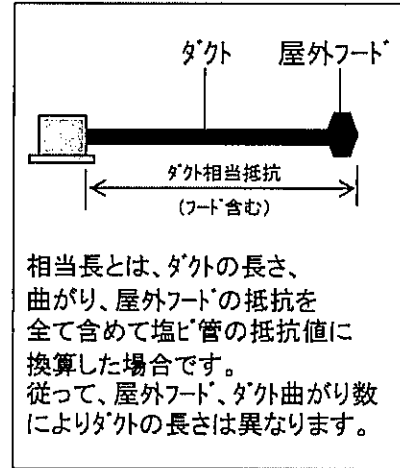 ダクト 屋外フード
ダクト相当抵抗
(フード含む)
相当長とは、ダクトの長さ、
曲がり、屋外フードの抵抗を
全て含めて塩ビ管の抵抗値に
換算した場合です。
従って、屋外フード、ダクト曲がり数
によりダクトの長さは異なります。